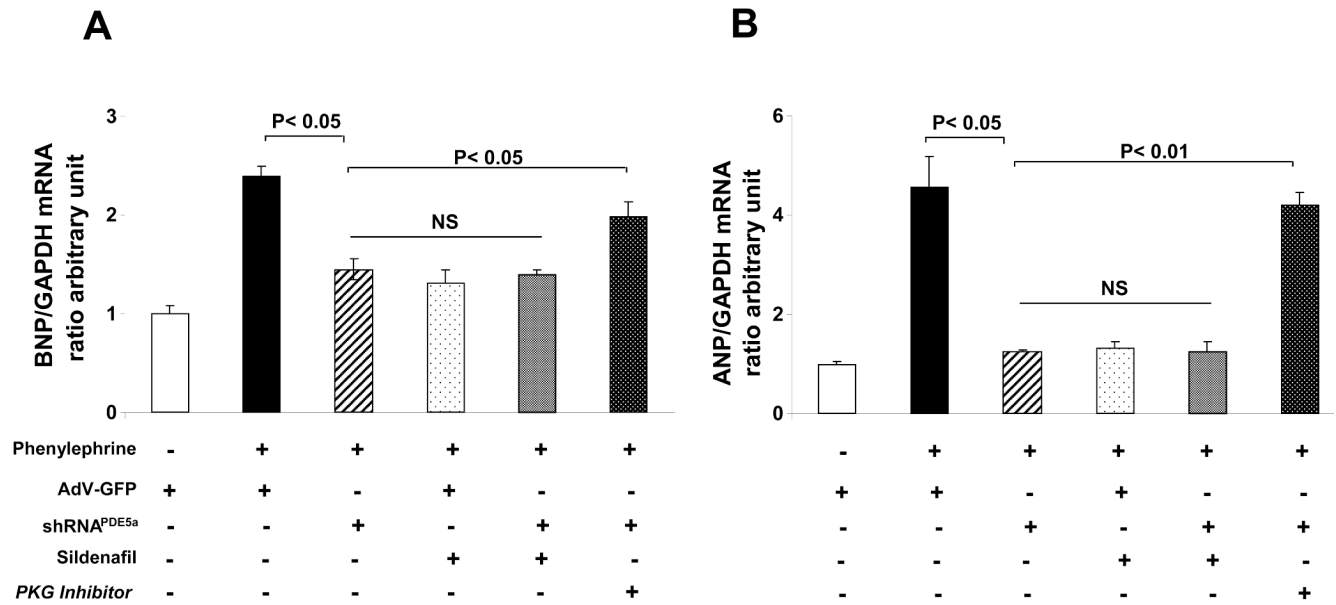 A
B
BNP/GAPDH mRNA
ratio arbitrary unit
3
2
1
0
P< 0.05
P< 0.05
NS
ANP/GAPDH mRNA
ratio arbitrary unit
6
4
2
0
P< 0.05
P< 0.01
NS
Phenylephrine - + + + + + - + + + + +
AdV-GFP + + - + - - + + - + - -
shRNAPDE5a - - + - + + - - + - + +
Sildenafil - - - + + - - - - + + -
PKG Inhibitor - - - - - + - - - - - +